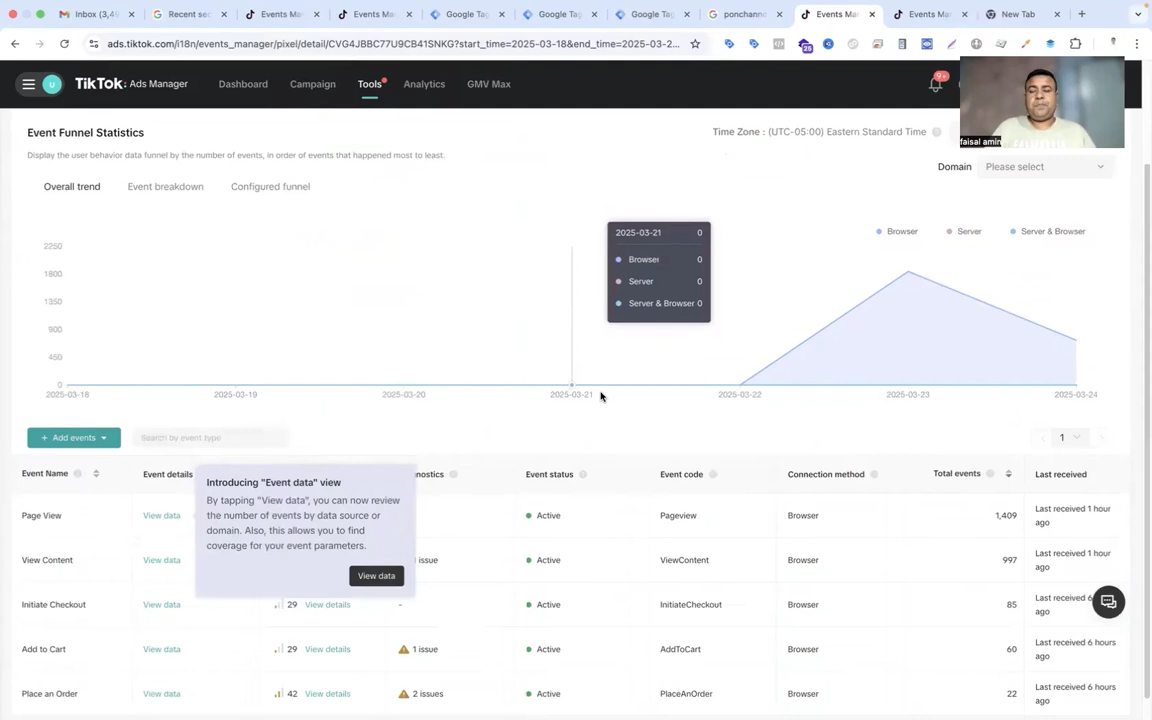 Inbox (3,49
Recent sec
Events Ma
Events Ma
Google Tag
Google Tag
Google Tag
ponchanno
Events Mar
Events Mar
New Tab
ads.tiktok.com/i18n/events_manager/pixel/detail/CVG4JBBC77U9CB41SNKG?start_time=2025-03-18&end_time=2025-03-2...
25
U
TikTok: Ads Manager
Dashboard
Campaign
Tools
Analytics
GMV Max
9+
faisal amin
Event Funnel Statistics
Time Zone : (UTC-05:00) Eastern Standard Time
Display the user behavior data funnel by the number of events, in order of events that happened most to least.
Domain
Please select
Overall trend
Event breakdown
Configured funnel
Browser
Server
Server & Browser
2025-03-21 0
Browser 0
Server 0
Server & Browser 0
2250
1800
1350
900
450
0
2025-03-18
2025-03-19
2025-03-20
2025-03-21
2025-03-22
2025-03-23
2025-03-24
+ Add events
Search by event type
1
Event Name
Event details
nostics
Event status
Event code
Connection method
Total events
Last received
Introducing "Event data" view
By tapping "View data", you can now review
the number of events by data source or
domain. Also, this allows you to find
coverage for your event parameters.
View data
Page View
View data
Active
Pageview
Browser
1,409
Last received 1 hour
ago
View Content
View data
issue
Active
ViewContent
Browser
997
Last received 1 hour
ago
Initiate Checkout
View data
29
View details
-
Active
InitiateCheckout
Browser
85
Last received 6
ago
Add to Cart
View data
29
View details
1 issue
Active
AddToCart
Browser
60
Last received 6 hours
ago
Place an Order
View data
42
View details
2 issues
Active
PlaceAnOrder
Browser
22
Last received 6 hours
ago